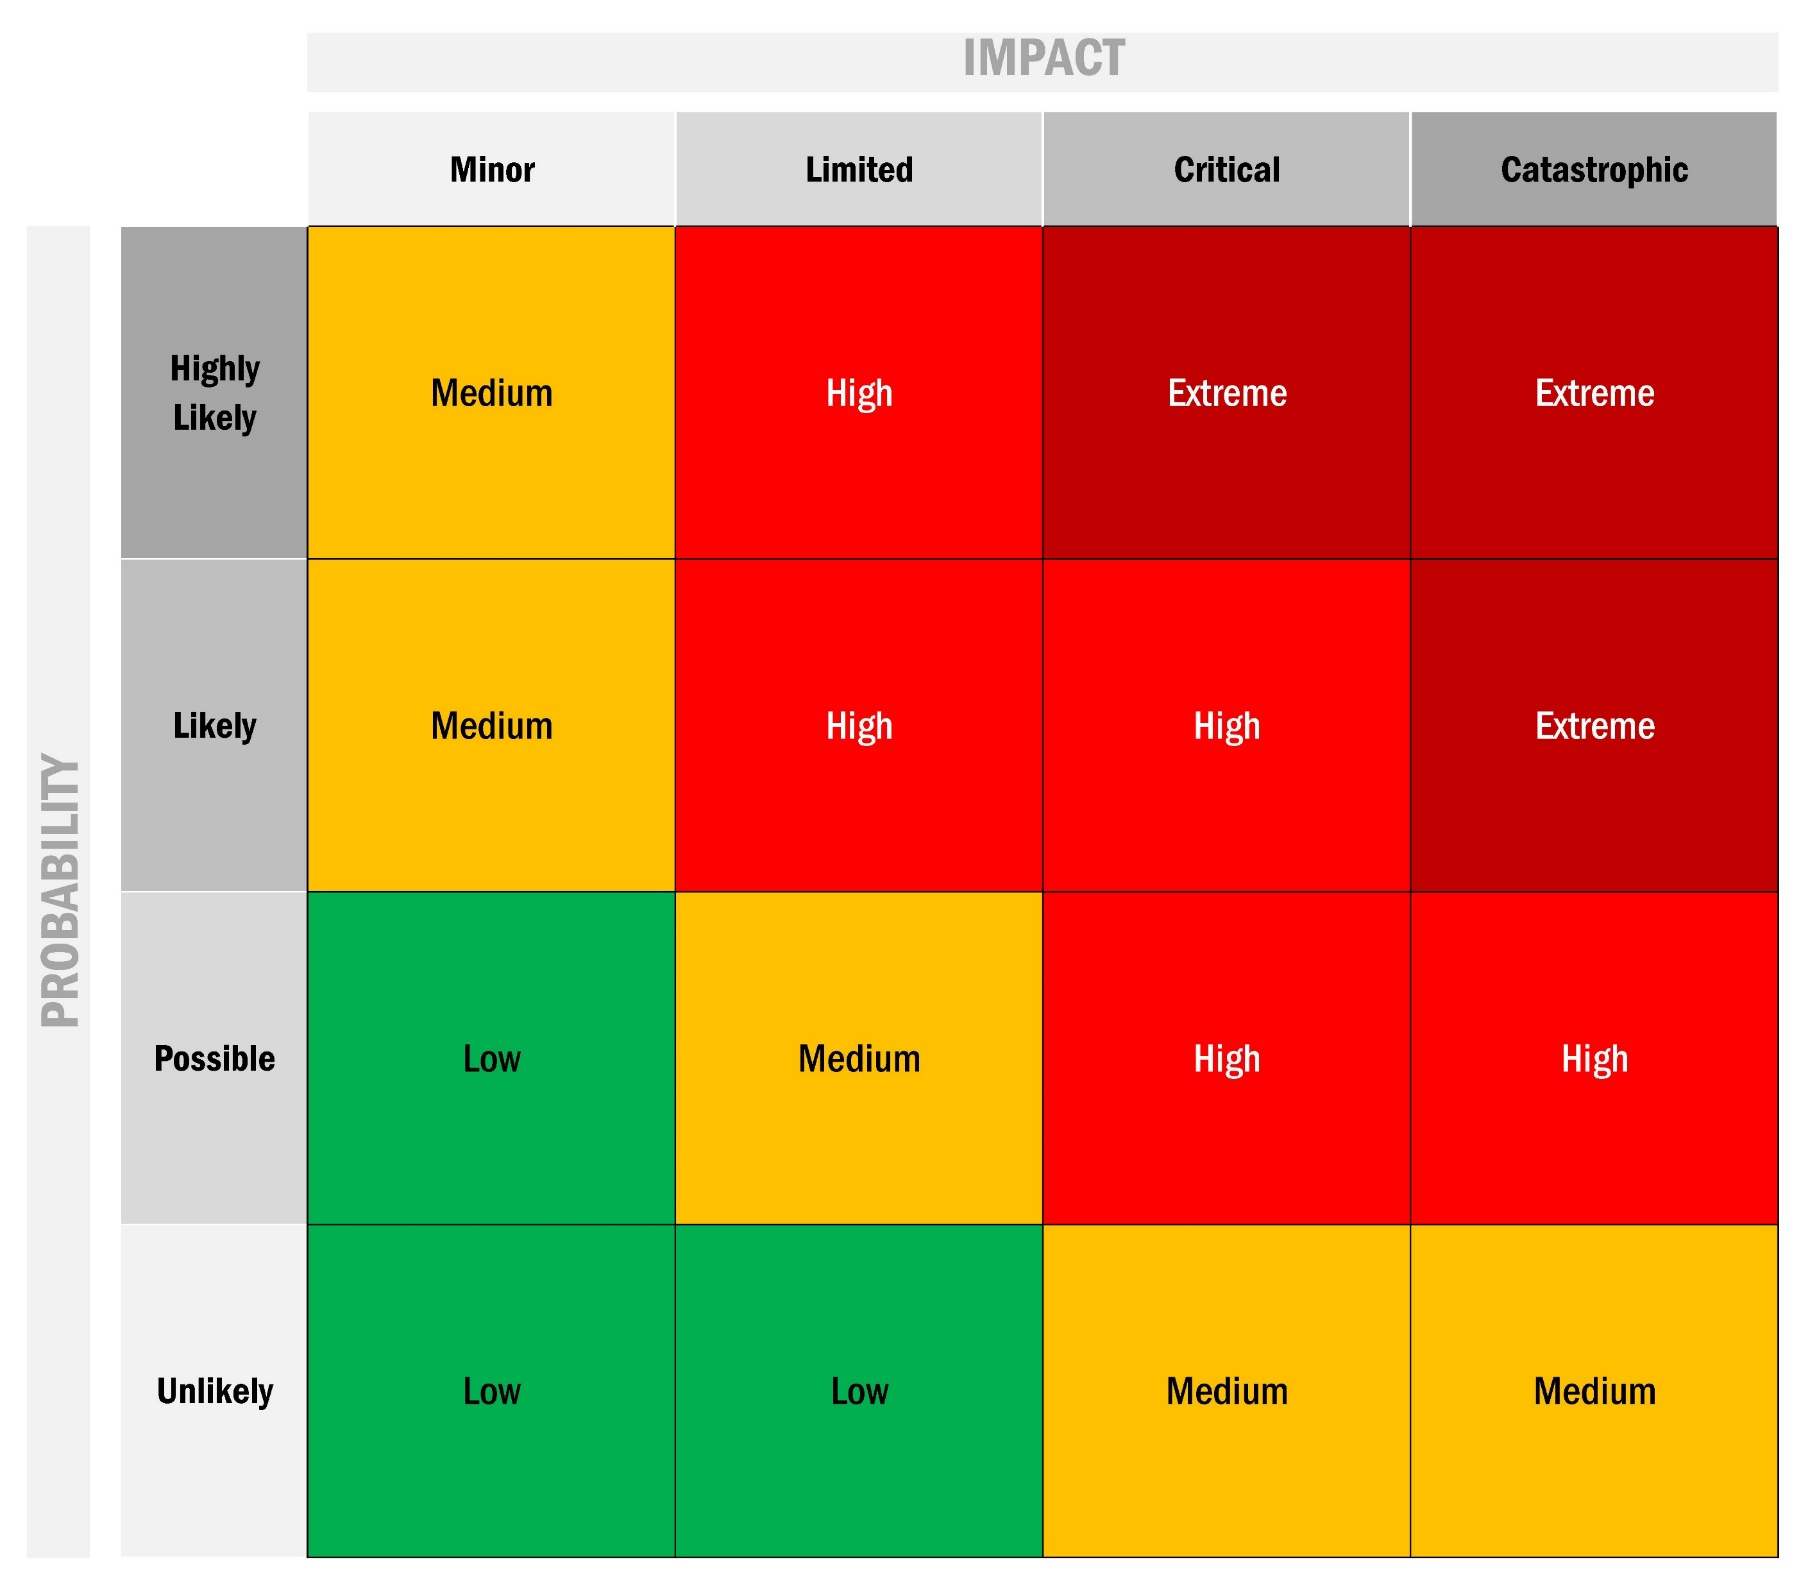 IMPACT
Minor Limited Critical Catastrophic
PROBABILITY
Highly
Likely
Medium High Extreme Extreme
Likely Medium High High Extreme
Possible Low Medium High High
Unlikely Low Low Medium Medium